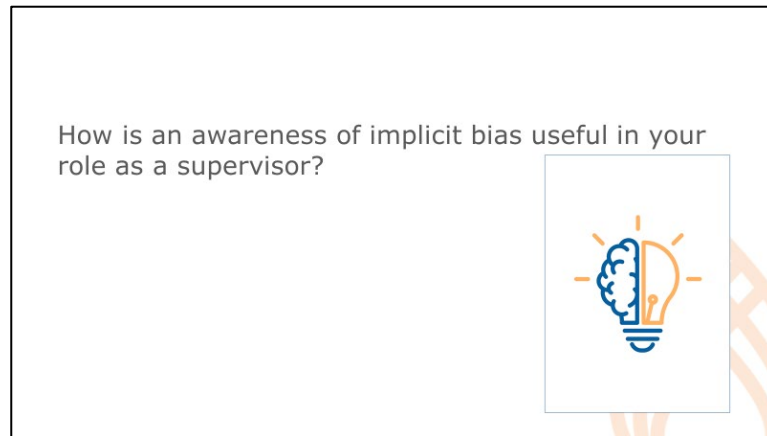 How is an awareness of implicit bias useful in your
role as a supervisor?